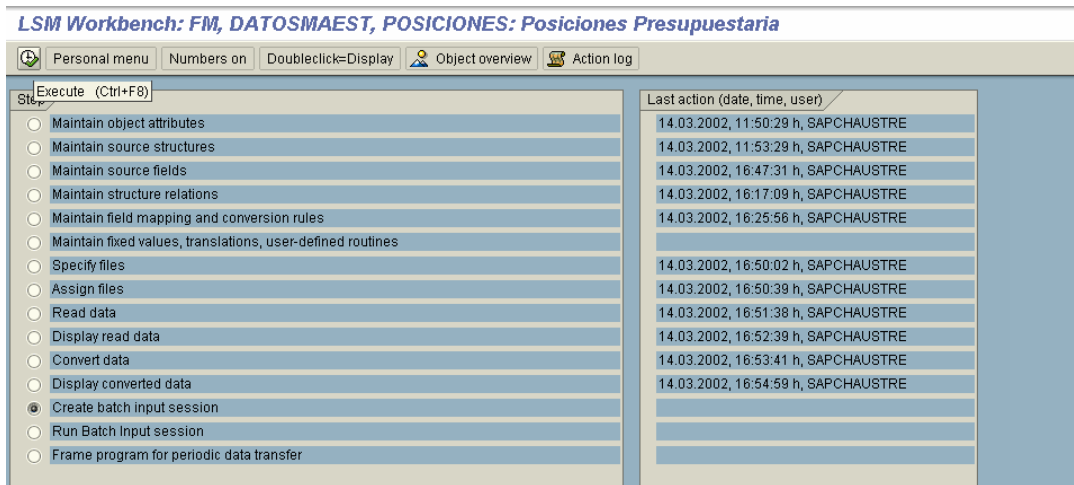 LSM Workbench: FM, DATOSMAEST, POSICIONES: Posiciones Presupuestaria
Personal menu Numbers on Doubleclick=Display Object overview Action log
Execute (Ctrl+F8)
Step Last action (date, time, user)
Maintain object attributes 14.03.2002, 11:50:29 h, SAPCHAUSTRE
Maintain source structures 14.03.2002, 11:53:29 h, SAPCHAUSTRE
Maintain source fields 14.03.2002, 16:47:31 h, SAPCHAUSTRE
Maintain structure relations 14.03.2002, 16:17:09 h, SAPCHAUSTRE
Maintain field mapping and conversion rules 14.03.2002, 16:25:56 h, SAPCHAUSTRE
Maintain fixed values, translations, user-defined routines
Specify files 14.03.2002, 16:50:02 h, SAPCHAUSTRE
Assign files 14.03.2002, 16:50:39 h, SAPCHAUSTRE
Read data 14.03.2002, 16:51:38 h, SAPCHAUSTRE
Display read data 14.03.2002, 16:52:39 h, SAPCHAUSTRE
Convert data 14.03.2002, 16:53:41 h, SAPCHAUSTRE
Display converted data 14.03.2002, 16:54:59 h, SAPCHAUSTRE
Create batch input session
Run Batch Input session
Frame program for periodic data transfer